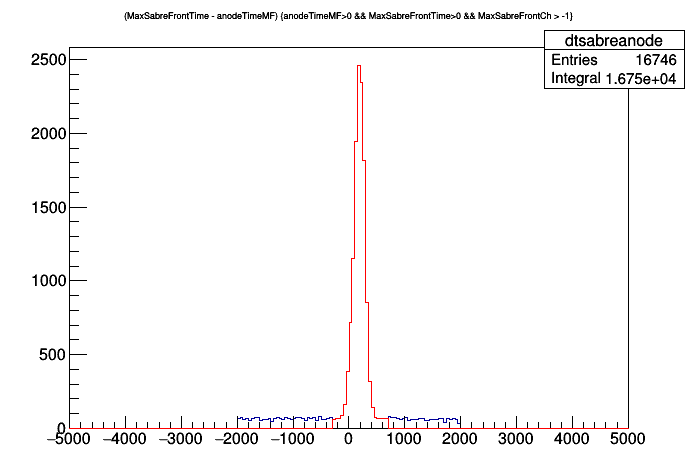 (MaxSabreFrontTime - anodeTimeMF) {anodeTimeMF>0 && MaxSabreFrontTime>0 && MaxSabreFrontCh > -1}
dtsabreanode
Entries 16746
Integral 1.675e+04
2500
2000
1500
1000
500
0
−5000 −4000 −3000 −2000 −1000 0 1000 2000 3000 4000 5000